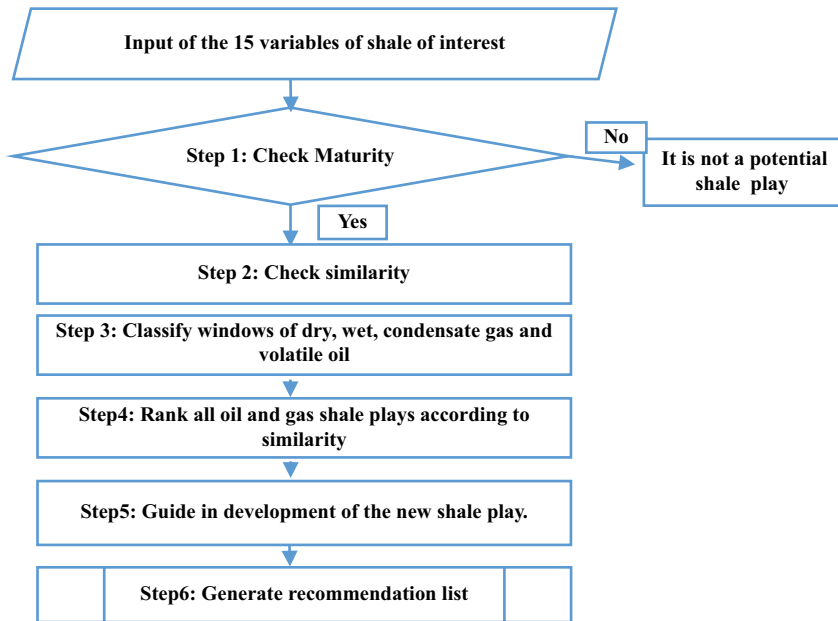 Input of the 15 variables of shale of interest
Step 1: Check Maturity
No
It is not a potential
shale play
Yes
Step 2: Check similarity
Step 3: Classify windows of dry, wet, condensate gas and
volatile oil
Step4: Rank all oil and gas shale plays according to
similarity
Step5: Guide in development of the new shale play.
Step6: Generate recommendation list